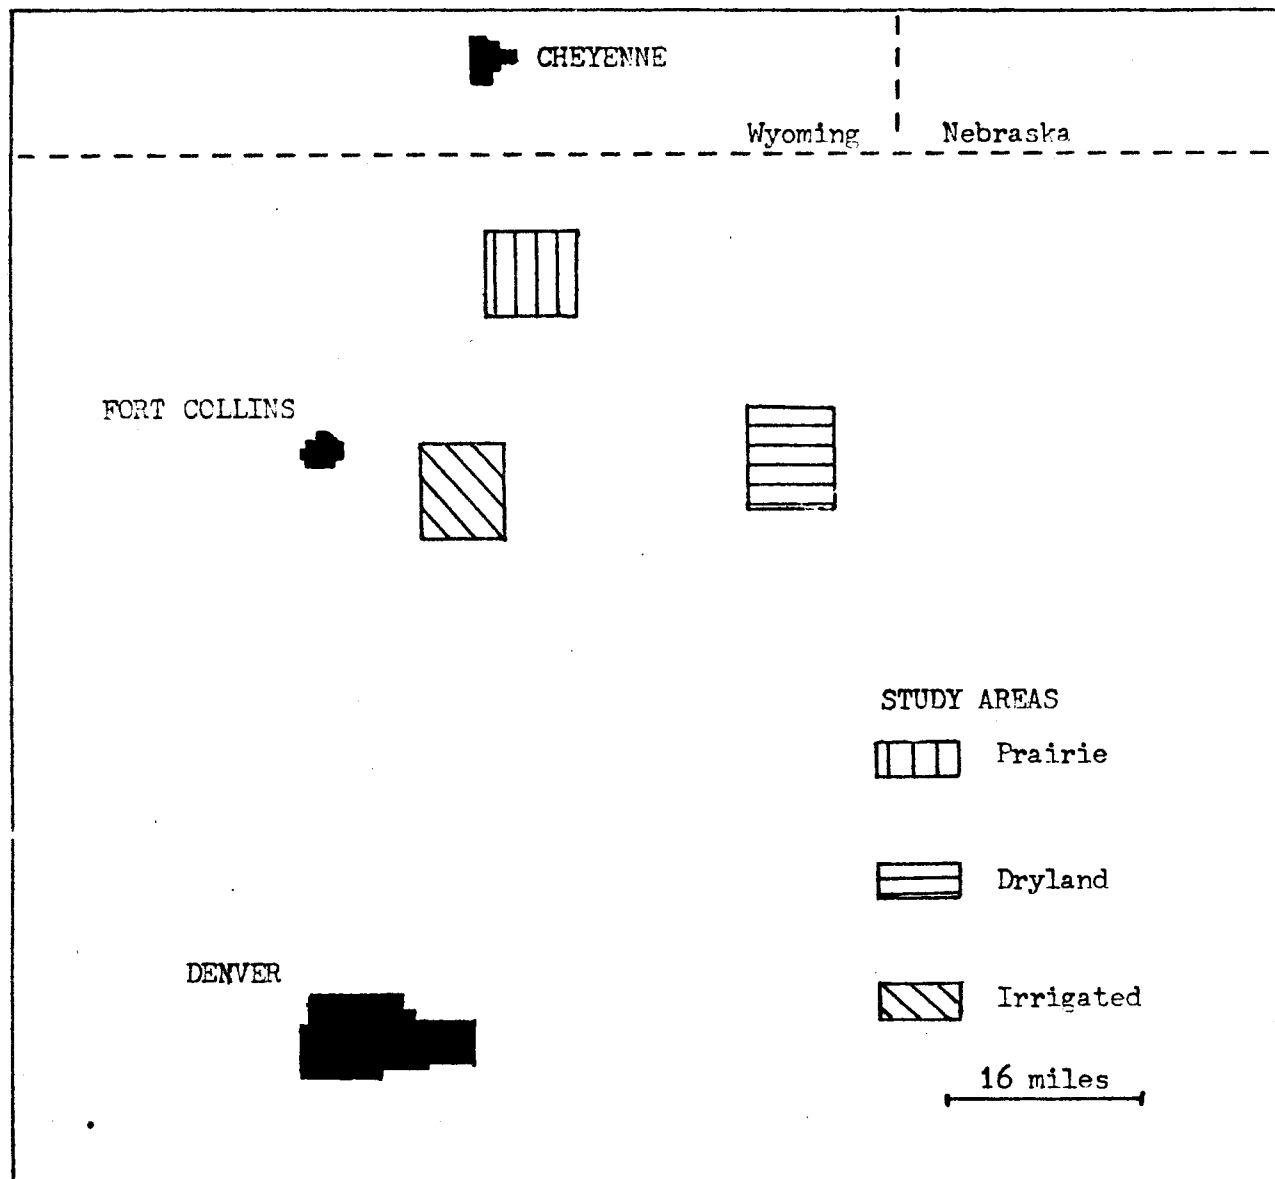 CHEYENNE
Wyoming
Nebraska
FORT COLLINS
STUDY AREAS
Prairie
Dryland
DENVER
Irrigated
16 miles